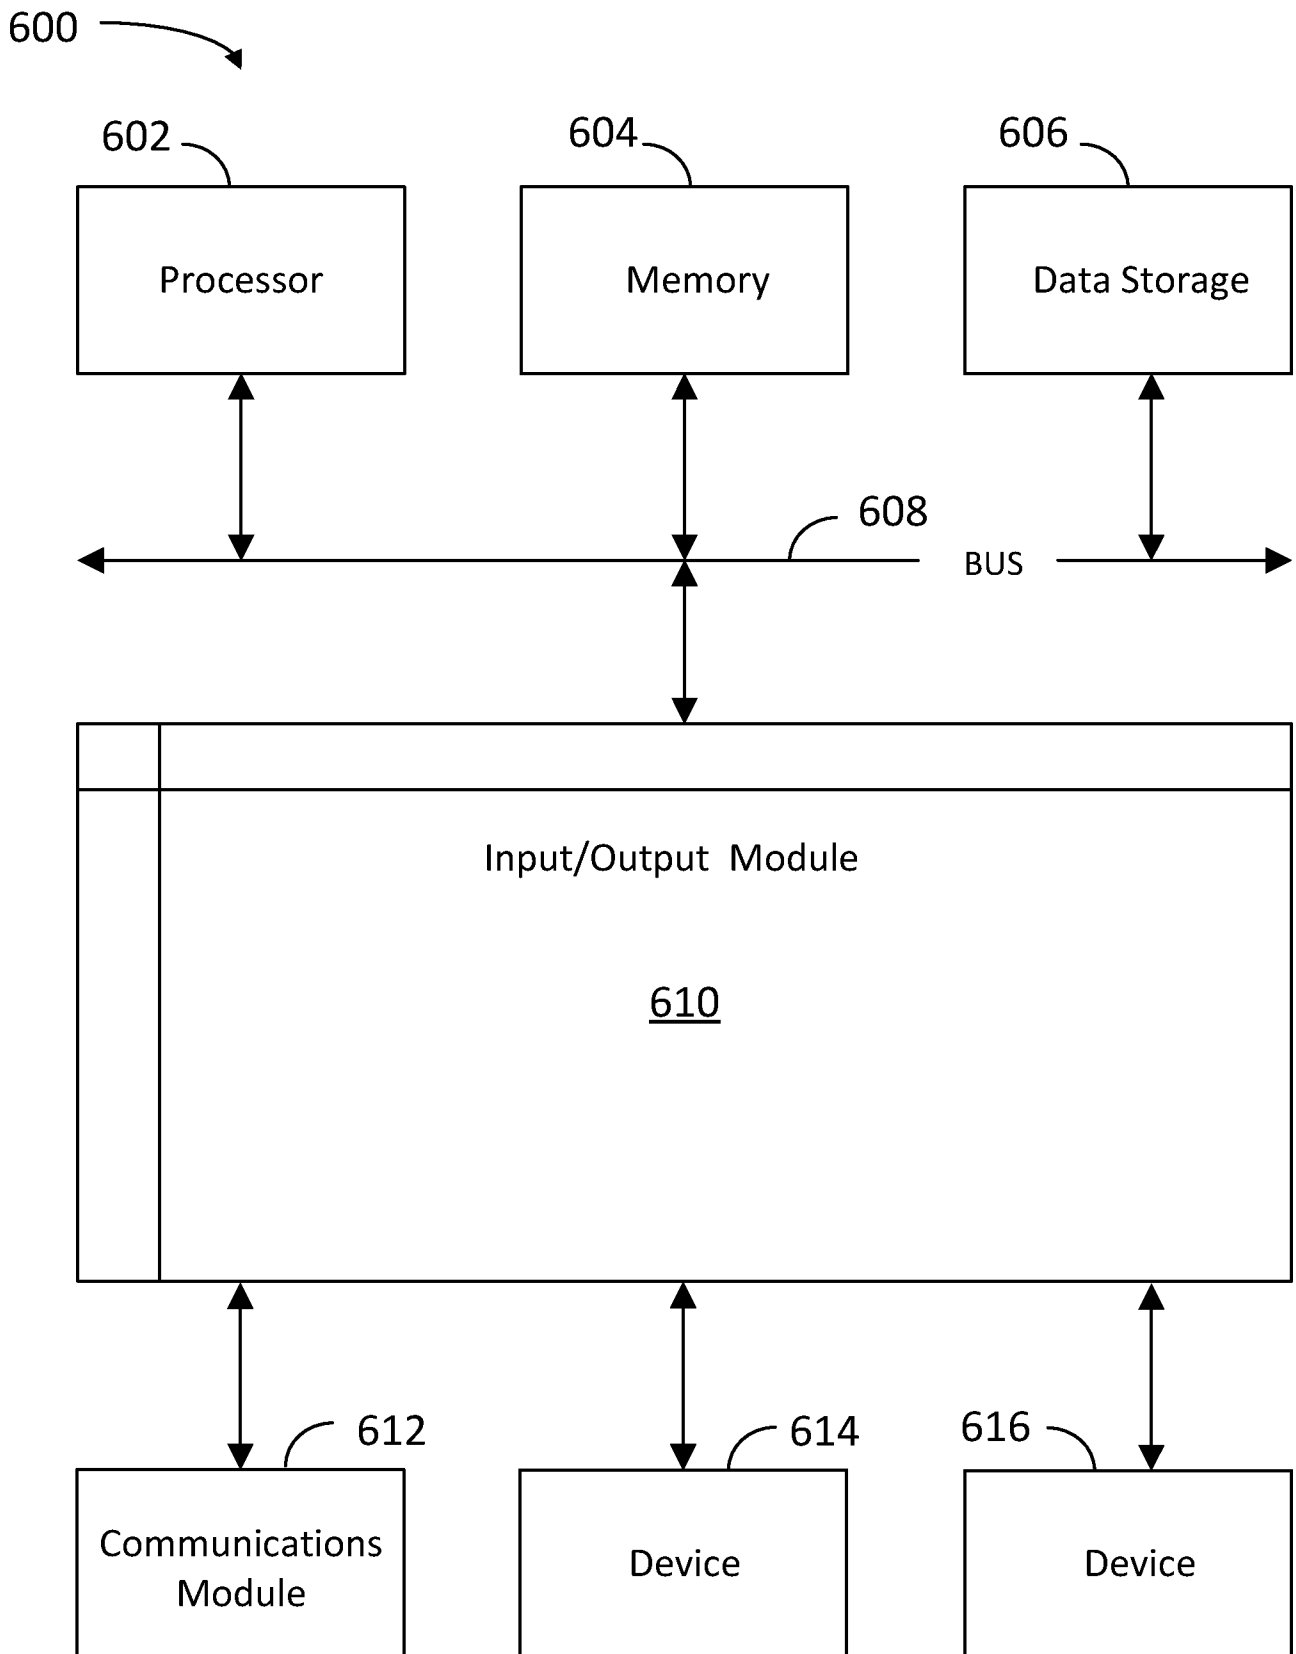 600
602
604
606
Processor
Memory
Data Storage
608
BUS
Input/Output Module
610
612
614
616
Communications
Module
Device
Device